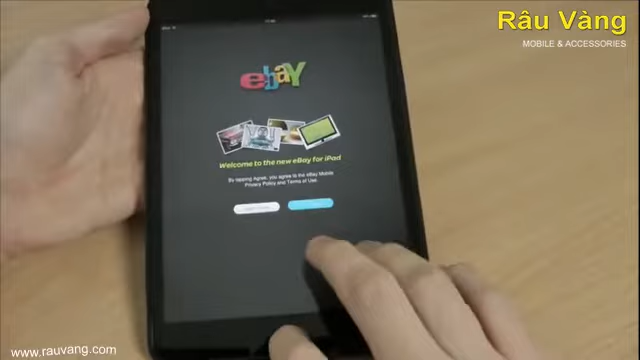 Râu Vàng
MOBILE & ACCESSORIES
ebaY
Welcome to the new eBay for iPad
By tapping Agree, you agree to the eBay Mobile
Privacy Policy and Terms of Use.
www.rauvang.com